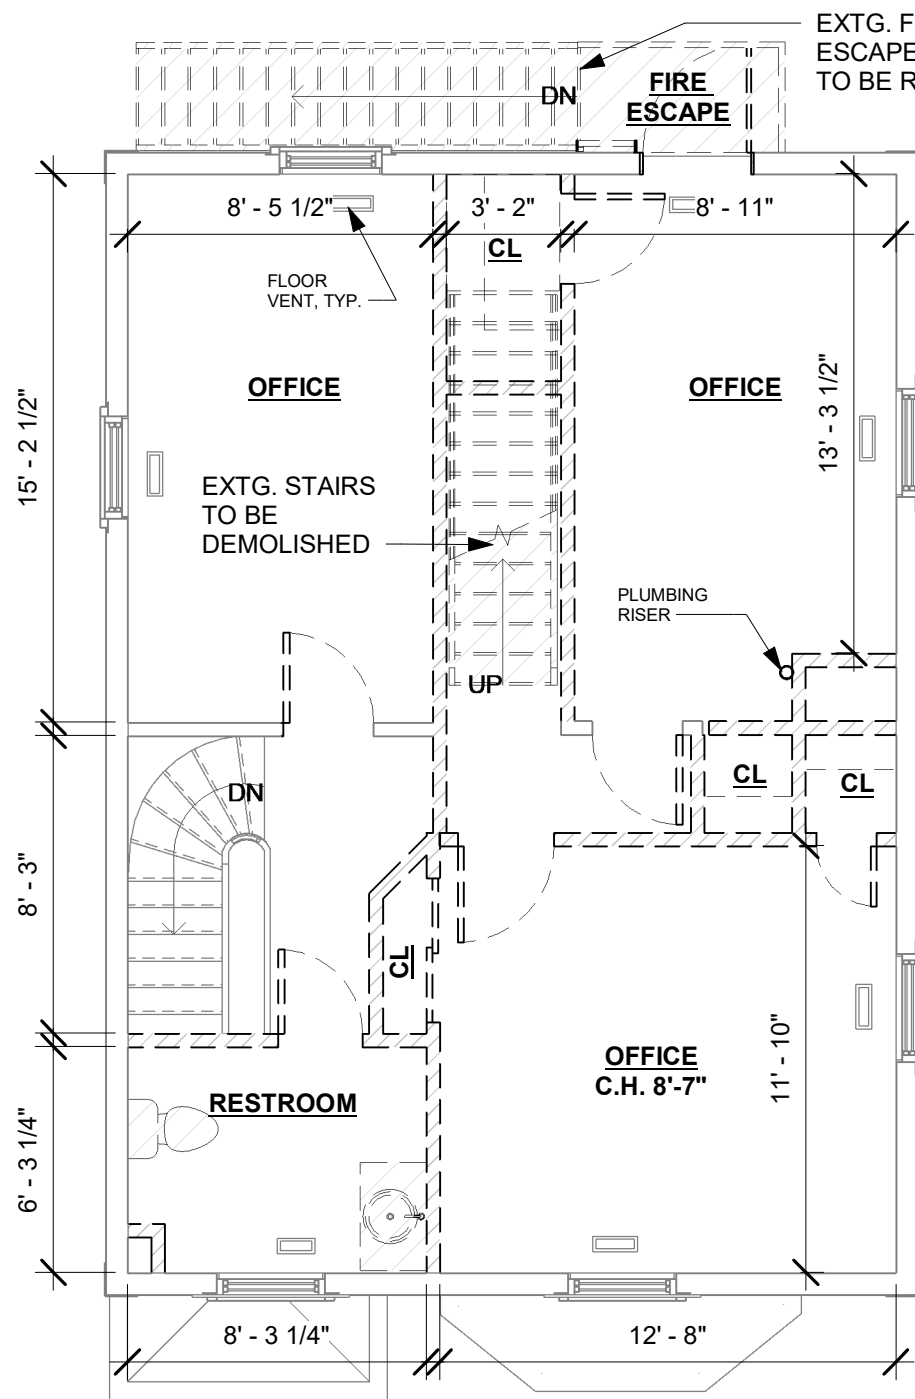 EXTG. F
ESCAPE
TO BE R
FIRE
ESCAPE
DN
8' - 5 1/2"
3' - 2"
8' - 11"
CL
FLOOR
VENT, TYP.
OFFICE
OFFICE
13' - 3 1/2"
15' - 2 1/2"
EXTG. STAIRS
TO BE
DEMOLISHED
PLUMBING
RISER
UP
DN
CL
CL
8' - 3"
CL
OFFICE
C.H. 8'-7"
11' - 10"
RESTROOM
6' - 3 1/4"
8' - 3 1/4"
12' - 8"